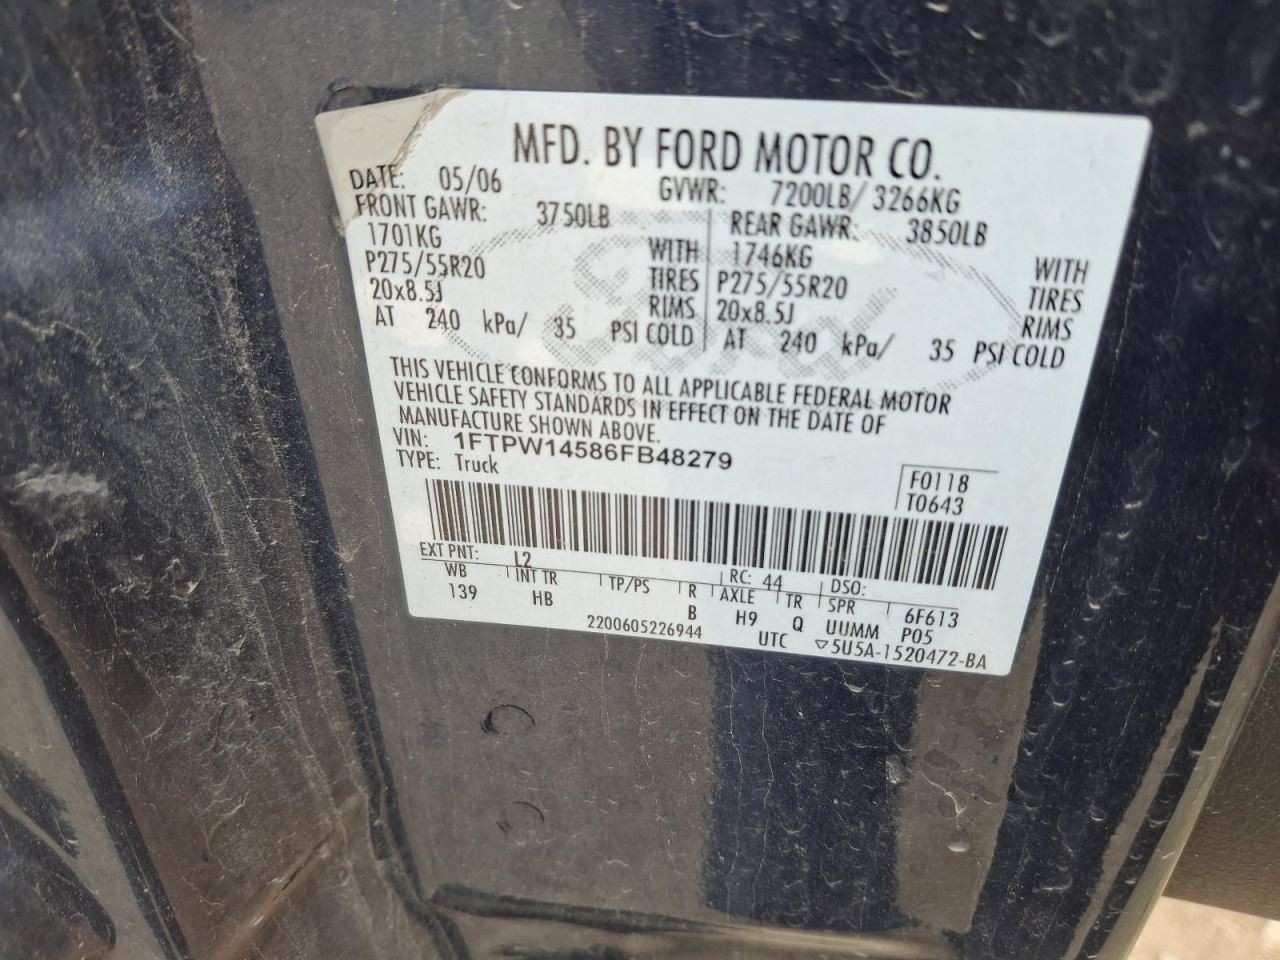 MFD. BY FORD MOTOR CO.
DATE: 05/06 GVWR: 7200LB/ 3266KG
FRONT GAWR: 3750LB REAR GAWR: 3850LB
1701KG WITH 1746KG WITH
P275/55R20 TIRES P275/55R20 TIRES
20x8.5J RIMS 20x8.5J RIMS
AT 240 kPa/ 35 PSI COLD AT 240 kPa/ 35 PSI COLD
THIS VEHICLE CONFORMS TO ALL APPLICABLE FEDERAL MOTOR
VEHICLE SAFETY STANDARDS IN EFFECT ON THE DATE OF
MANUFACTURE SHOWN ABOVE.
VIN: 1FTPW14586FB48279
TYPE: Truck
F0118
T0643
EXT PNT: L2 RC: 44 DSO:
WB INT TR TP/PS R AXLE TR SPR 6F613
139 HB B H9 Q UUMM P05
2200605226944 UTC ▽5U5A-1520472-BA
Ford